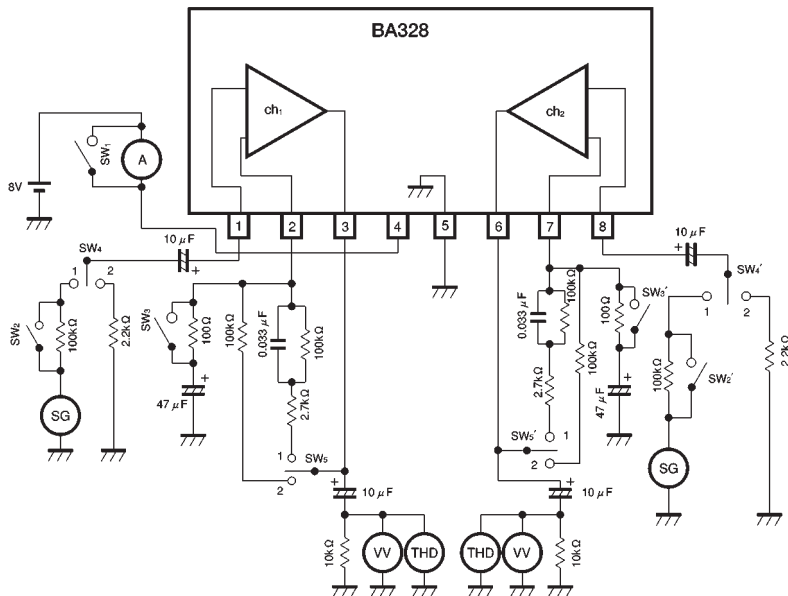 BA328
ch1
ch2
SW1
A
8V
1
2
3
4
5
6
7
8
10 μF
+
SW4
1
2
SW2
100kΩ
2.2kΩ
SG
SW3
100Ω
+
47 μF
100kΩ
0.033 μF
100kΩ
2.7kΩ
1
SW5
2
+
10 μF
10kΩ
VV
THD
0.033 μF
100kΩ
2.7kΩ
100kΩ
SW5′
1
2
+
10 μF
THD
VV
10kΩ
100Ω
SW3′
+
47 μF
10 μF
+
SW4′
1
2
100kΩ
SW2′
SG
2.2kΩ